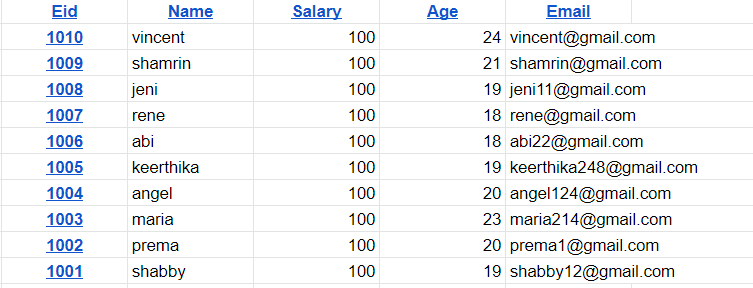 Eid Name Salary Age Email
1010 vincent 100 24 vincent@gmail.com
1009 shamrin 100 21 shamrin@gmail.com
1008 jeni 100 19 jeni11@gmail.com
1007 rene 100 18 rene@gmail.com
1006 abi 100 18 abi22@gmail.com
1005 keerthika 100 19 keerthika248@gmail.com
1004 angel 100 20 angel124@gmail.com
1003 maria 100 23 maria214@gmail.com
1002 prema 100 20 prema1@gmail.com
1001 shabby 100 19 shabby12@gmail.com